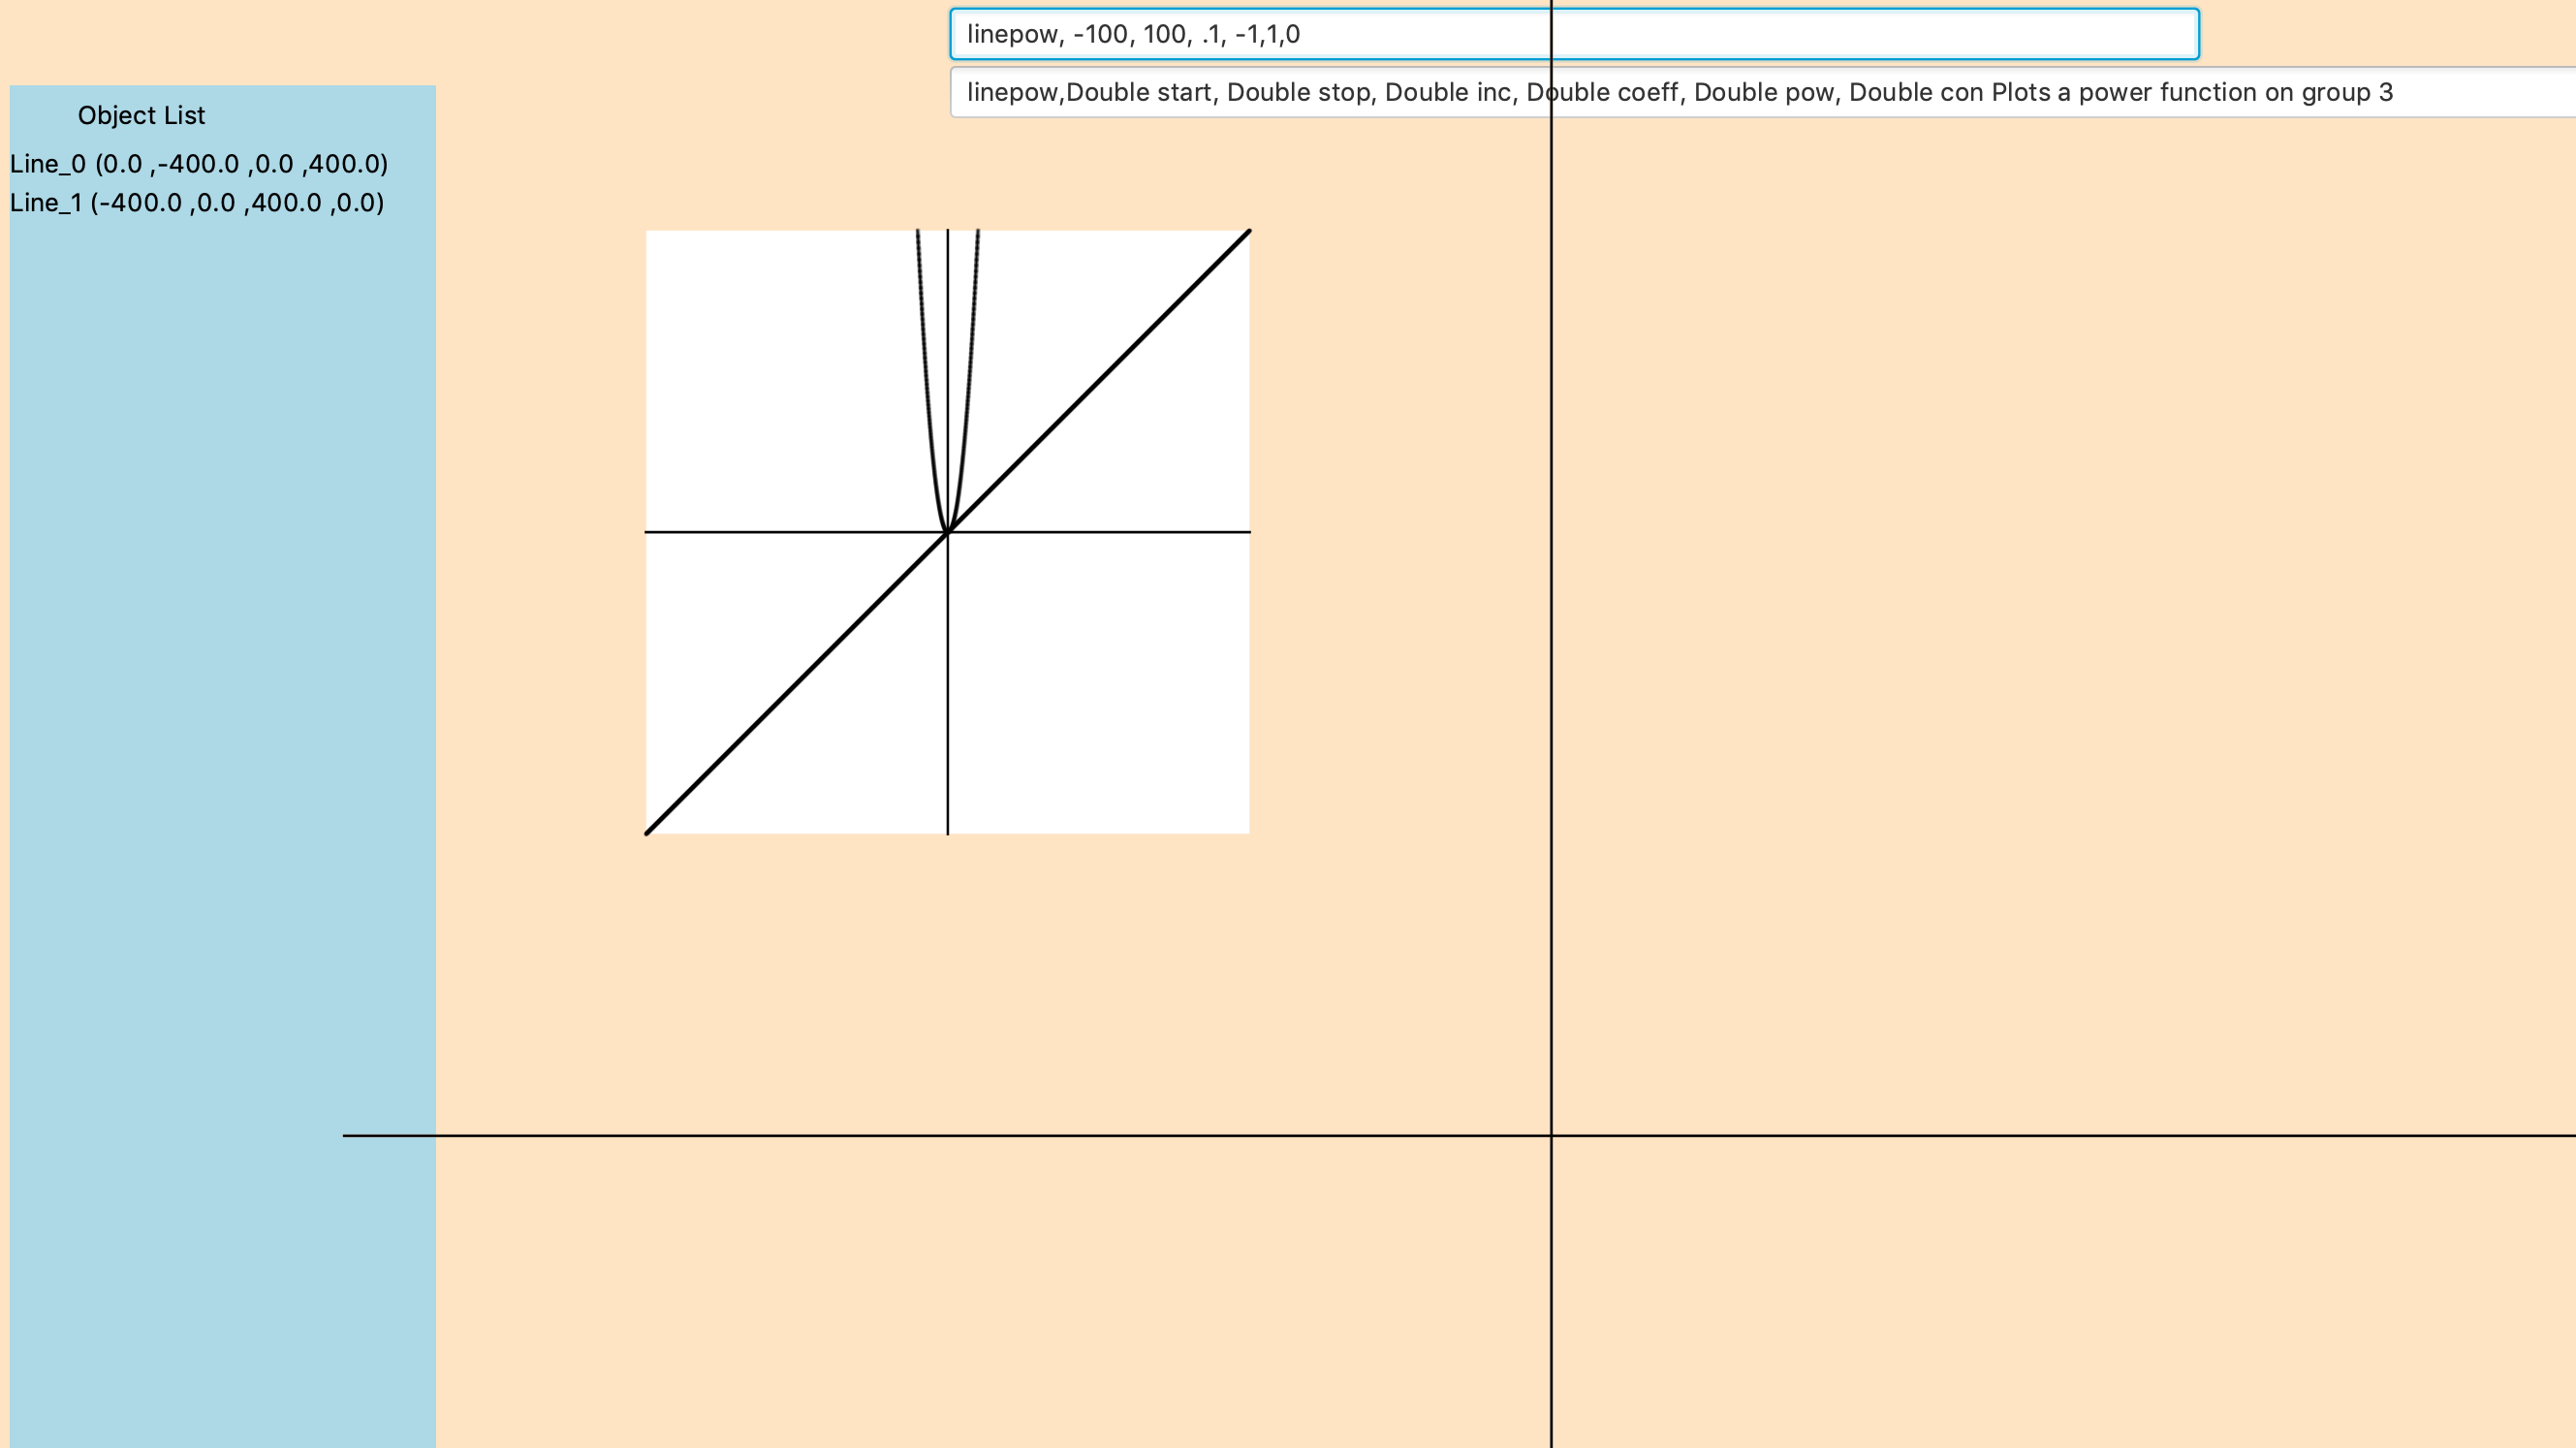 linepow, -100, 100, .1, -1,1,0
linepow,Double start, Double stop, Double inc, Double coeff, Double pow, Double con Plots a power function on group 3
Object List
Line_0 (0.0 ,-400.0 ,0.0 ,400.0)
Line_1 (-400.0 ,0.0 ,400.0 ,0.0)